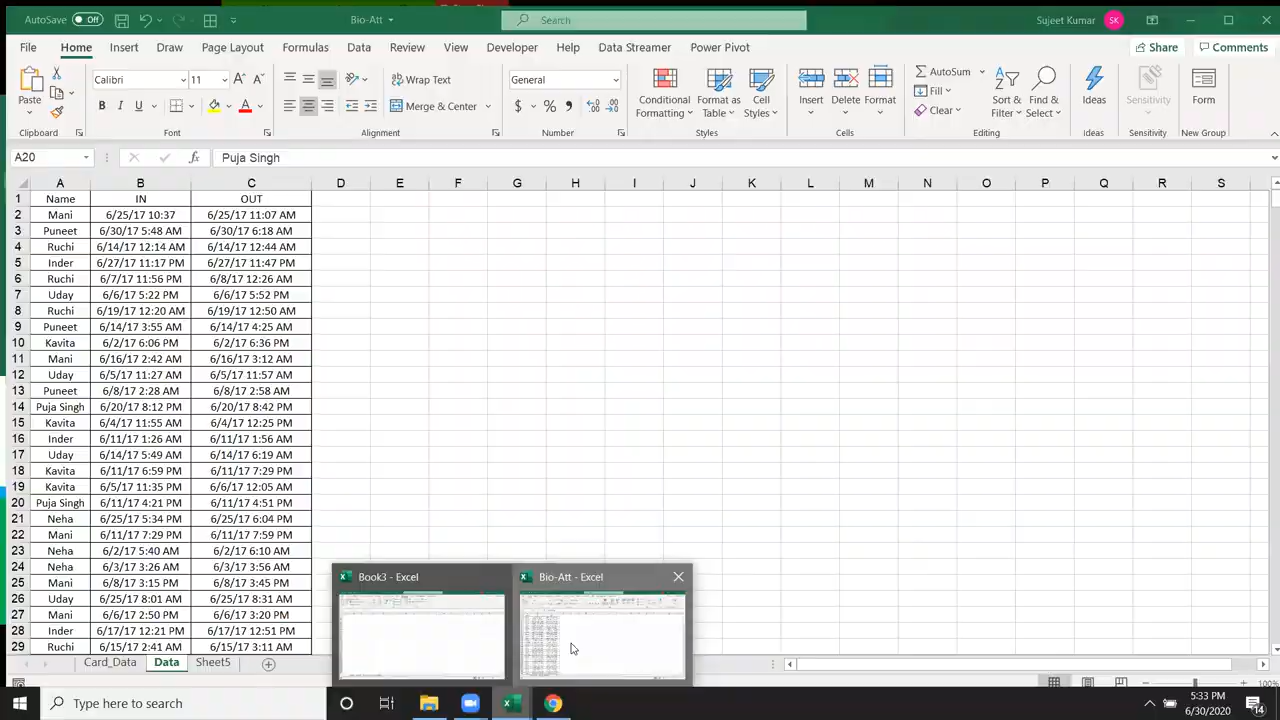 AutoSave Off Bio-Att Search Sujeet Kumar SK
File Home Insert Draw Page Layout Formulas Data Review View Developer Help Data Streamer Power Pivot Share Comments
Paste Calibri 11 Wrap Text General Conditional Formatting Format as Table Cell Styles Insert Delete Format AutoSum Fill Clear Sort & Filter Find & Select Ideas Sensitivity Form
B I U A Merge & Center $ % 9
Clipboard Font Alignment Number Styles Cells Editing Ideas Sensitivity New Group
A20 fx Puja Singh
A B C D E F G H I J K L M N O P Q R S
1 Name IN OUT
2 Mani 6/25/17 10:37 6/25/17 11:07 AM
3 Puneet 6/30/17 5:48 AM 6/30/17 6:18 AM
4 Ruchi 6/14/17 12:14 AM 6/14/17 12:44 AM
5 Inder 6/27/17 11:17 PM 6/27/17 11:47 PM
6 Ruchi 6/7/17 11:56 PM 6/8/17 12:26 AM
7 Uday 6/6/17 5:22 PM 6/6/17 5:52 PM
8 Ruchi 6/19/17 12:20 AM 6/19/17 12:50 AM
9 Puneet 6/14/17 3:55 AM 6/14/17 4:25 AM
10 Kavita 6/2/17 6:06 PM 6/2/17 6:36 PM
11 Mani 6/16/17 2:42 AM 6/16/17 3:12 AM
12 Uday 6/5/17 11:27 AM 6/5/17 11:57 AM
13 Puneet 6/8/17 2:28 AM 6/8/17 2:58 AM
14 Puja Singh 6/20/17 8:12 PM 6/20/17 8:42 PM
15 Kavita 6/4/17 11:55 AM 6/4/17 12:25 PM
16 Inder 6/11/17 1:26 AM 6/11/17 1:56 AM
17 Uday 6/14/17 5:49 AM 6/14/17 6:19 AM
18 Kavita 6/11/17 6:59 PM 6/11/17 7:29 PM
19 Kavita 6/5/17 11:35 PM 6/6/17 12:05 AM
20 Puja Singh 6/11/17 4:21 PM 6/11/17 4:51 PM
21 Neha 6/25/17 5:34 PM 6/25/17 6:04 PM
22 Mani 6/11/17 7:29 PM 6/11/17 7:59 PM
23 Neha 6/2/17 5:40 AM 6/2/17 6:10 AM
24 Neha 6/3/17 3:26 AM 6/3/17 3:56 AM
25 Mani 6/8/17 3:15 PM 6/8/17 3:45 PM
26 Uday 6/25/17 8:01 AM 6/25/17 8:31 AM
27 Mani 6/6/17 2:50 PM 6/6/17 3:20 PM
28 Inder 6/17/17 12:21 PM 6/17/17 12:51 PM
29 Ruchi 6/15/17 2:41 AM 6/15/17 3:11 AM
Book3 - Excel Bio-Att - Excel
Card_Data Data Sheet5
100%
Type here to search
5:33 PM
6/30/2020
14